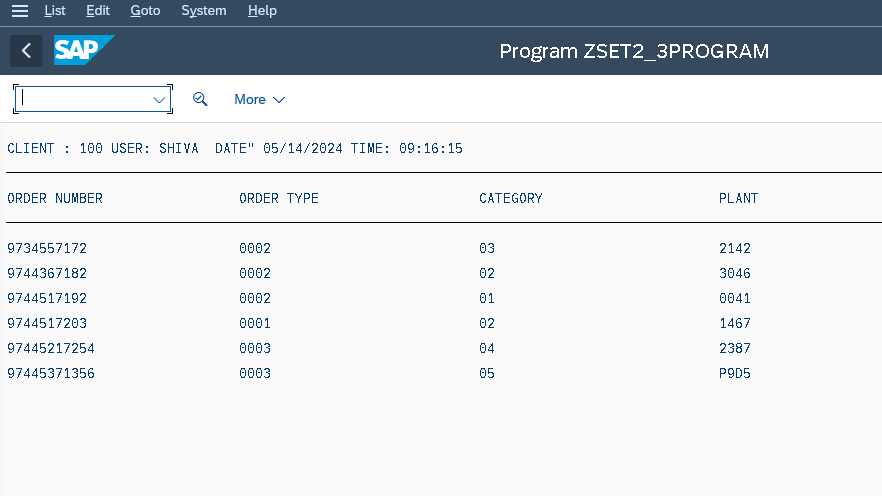 List Edit Goto System Help
SAP Program ZSET2_3PROGRAM
More
CLIENT : 100 USER: SHIVA DATE" 05/14/2024 TIME: 09:16:15
ORDER NUMBER ORDER TYPE CATEGORY PLANT
9734557172 0002 03 2142
9744367182 0002 02 3046
9744517192 0002 01 0041
9744517203 0001 02 1467
97445217254 0003 04 2387
97445371356 0003 05 P9D5